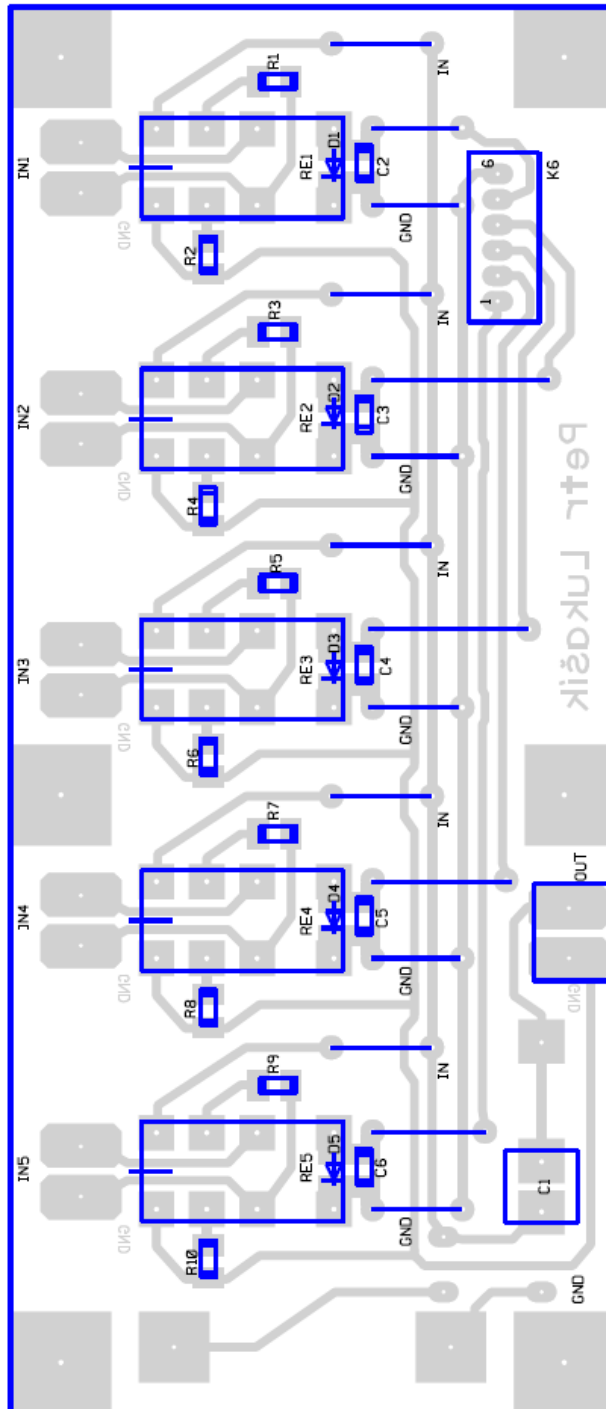 R1
IN
IN1
D1
RE1
C2
6
K6
GND
GND
R2
1
R3
IN
IN2
D2
RE2
C3
GND
GND
R4
Petr Lukašík
R5
IN
IN3
D3
RE3
C4
GND
GND
R6
R7
IN
OUT
IN4
D4
RE4
C5
GND
GND
GND
R8
R9
IN
IN5
D5
RE5
C6
C1
GND
GND
R10
GND